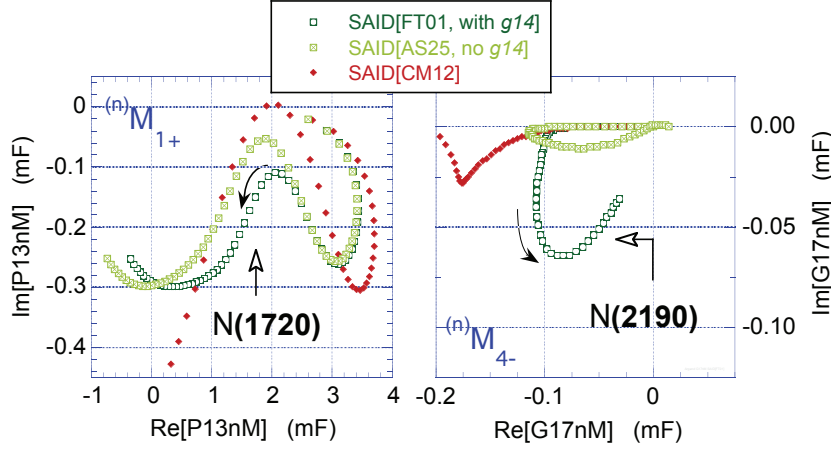 SAID[FT01, with g14]
SAID[AS25, no g14]
SAID[CM12]
Im[P13nM] (mF)
0
-0.1
-0.2
-0.3
-0.4
(n)M1+
N(1720)
-1
0
1
2
3
4
Re[P13nM] (mF)
0.00
-0.05
-0.10
Im[G17nM] (mF)
N(2190)
(n)M4-
-0.2
-0.1
0
Re[G17nM] (mF)